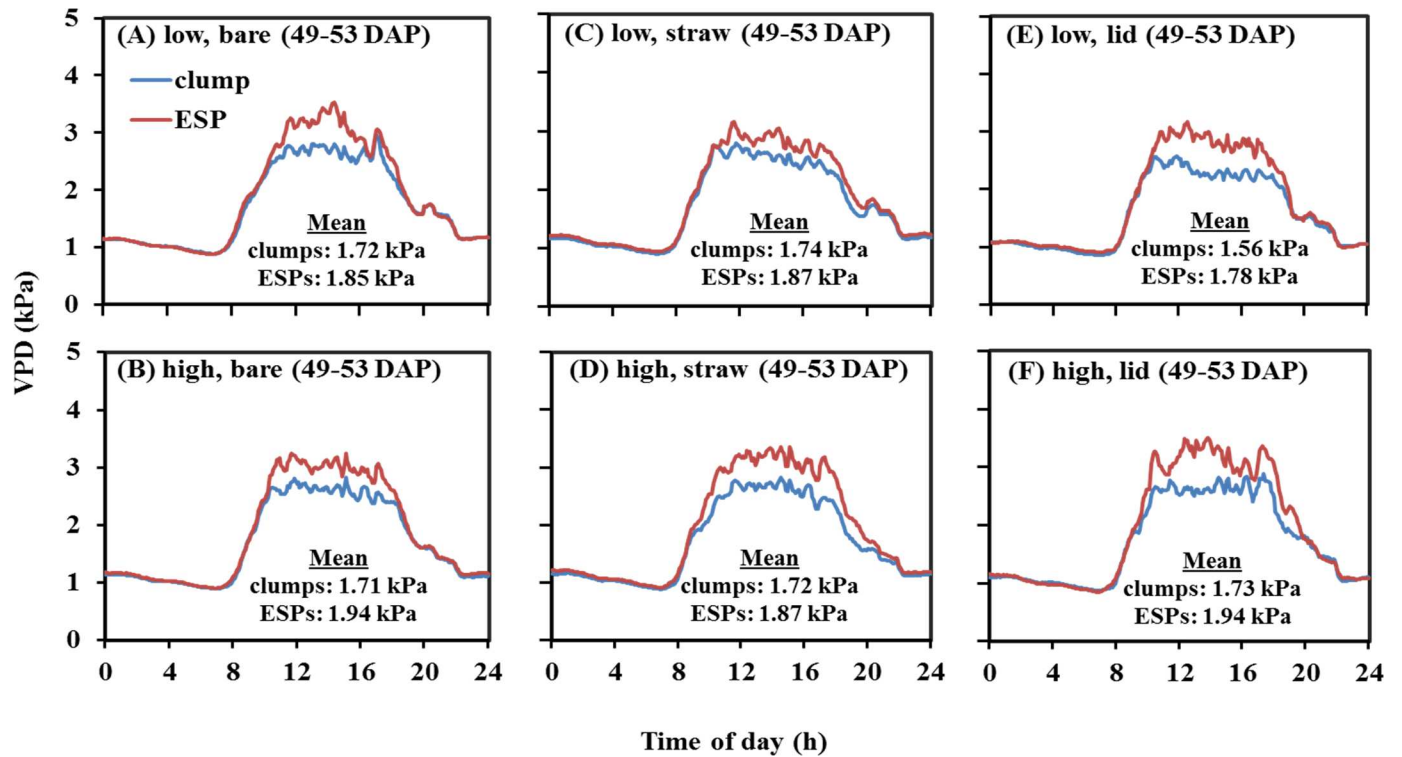 VPD (kPa)
5
4
3
2
1
0
(A) low, bare (49-53 DAP)
clump
ESP
Mean
clumps: 1.72 kPa
ESPs: 1.85 kPa
(C) low, straw (49-53 DAP)
Mean
clumps: 1.74 kPa
ESPs: 1.87 kPa
(E) low, lid (49-53 DAP)
Mean
clumps: 1.56 kPa
ESPs: 1.78 kPa
5
4
3
2
1
0
(B) high, bare (49-53 DAP)
Mean
clumps: 1.71 kPa
ESPs: 1.94 kPa
0 4 8 12 16 20 24
(D) high, straw (49-53 DAP)
Mean
clumps: 1.72 kPa
ESPs: 1.87 kPa
0 4 8 12 16 20 24
(F) high, lid (49-53 DAP)
Mean
clumps: 1.73 kPa
ESPs: 1.94 kPa
0 4 8 12 16 20 24
Time of day (h)